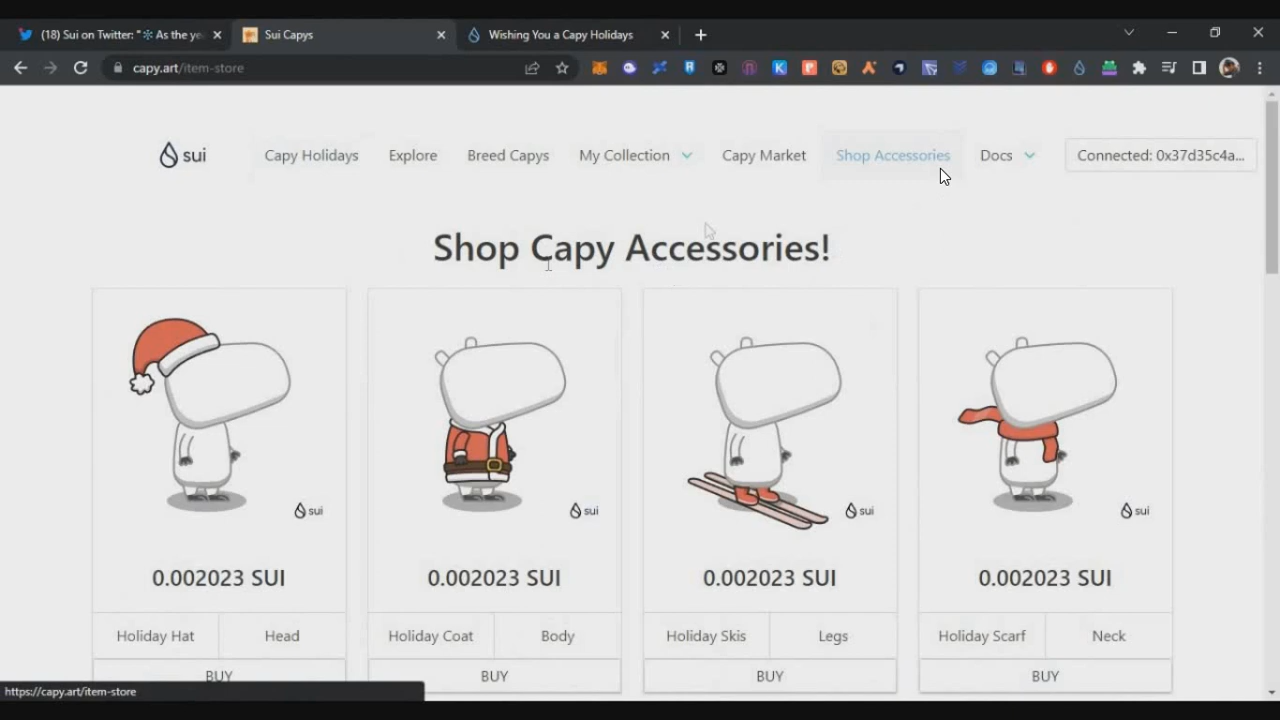 (18) Sui on Twitter: "❄ As the ye
Sui Capys
Wishing You a Capy Holidays
capy.art/item-store
sui
Capy Holidays
Explore
Breed Capys
My Collection
Capy Market
Shop Accessories
Docs
Connected: 0x37d35c4a...
Shop Capy Accessories!
sui
sui
sui
sui
0.002023 SUI
0.002023 SUI
0.002023 SUI
0.002023 SUI
Holiday Hat
Head
Holiday Coat
Body
Holiday Skis
Legs
Holiday Scarf
Neck
BUY
BUY
BUY
BUY
https://capy.art/item-store